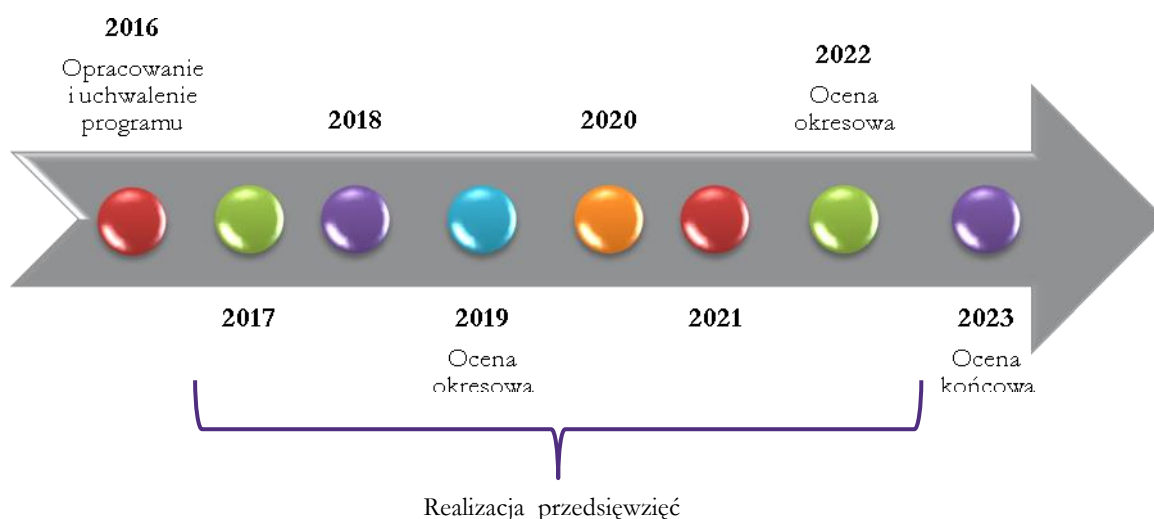 2016
Opracowanie
i uchwalenie
programu
2018
2020
2022
Ocena
okresowa
2017
2019
Ocena
okresowa
2021
2023
Ocena
końcowa
Realizacja przedsięwzięć